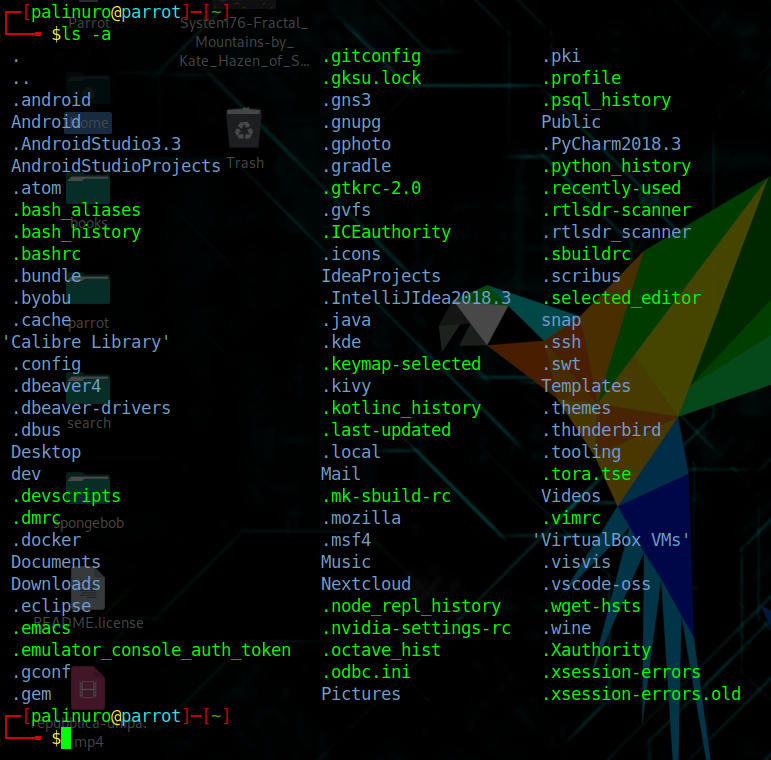 ┌─[palinuro@parrot]─[~]
└──╼ $ls -a
. .gitconfig .pki
.. .gksu.lock .profile
.android .gns3 .psql_history
Android .gnupg Public
.AndroidStudio3.3 .gphoto .PyCharm2018.3
AndroidStudioProjects .gradle .python_history
.atom .gtkrc-2.0 .recently-used
.bash_aliases .gvfs .rtlsdr-scanner
.bash_history .ICEauthority .rtlsdr_scanner
.bashrc .icons .sbuildrc
.bundle IdeaProjects .scribus
.byobu .IntelliJIdea2018.3 .selected_editor
.cache .java snap
'Calibre Library' .kde .ssh
.config .keymap-selected .swt
.dbeaver4 .kivy Templates
.dbeaver-drivers .kotlinc_history .themes
.dbus .last-updated .thunderbird
Desktop .local .tooling
dev Mail .tora.tse
.devscripts .mk-sbuild-rc Videos
.dmrc .mozilla .vimrc
.docker .msf4 'VirtualBox VMs'
Documents Music .visvis
Downloads Nextcloud .vscode-oss
.eclipse .node_repl_history .wget-hsts
.emacs .nvidia-settings-rc .wine
.emulator_console_auth_token .octave_hist .Xauthority
.gconf .odbc.ini .xsession-errors
.gem Pictures .xsession-errors.old
┌─[palinuro@parrot]─[~]
└──╼ $
Parrot
System76-Fractal_
Mountains-by_
Kate_Hazen_of_S...
Home
Trash
books
parrot
search
spongebob
README.license
mp4